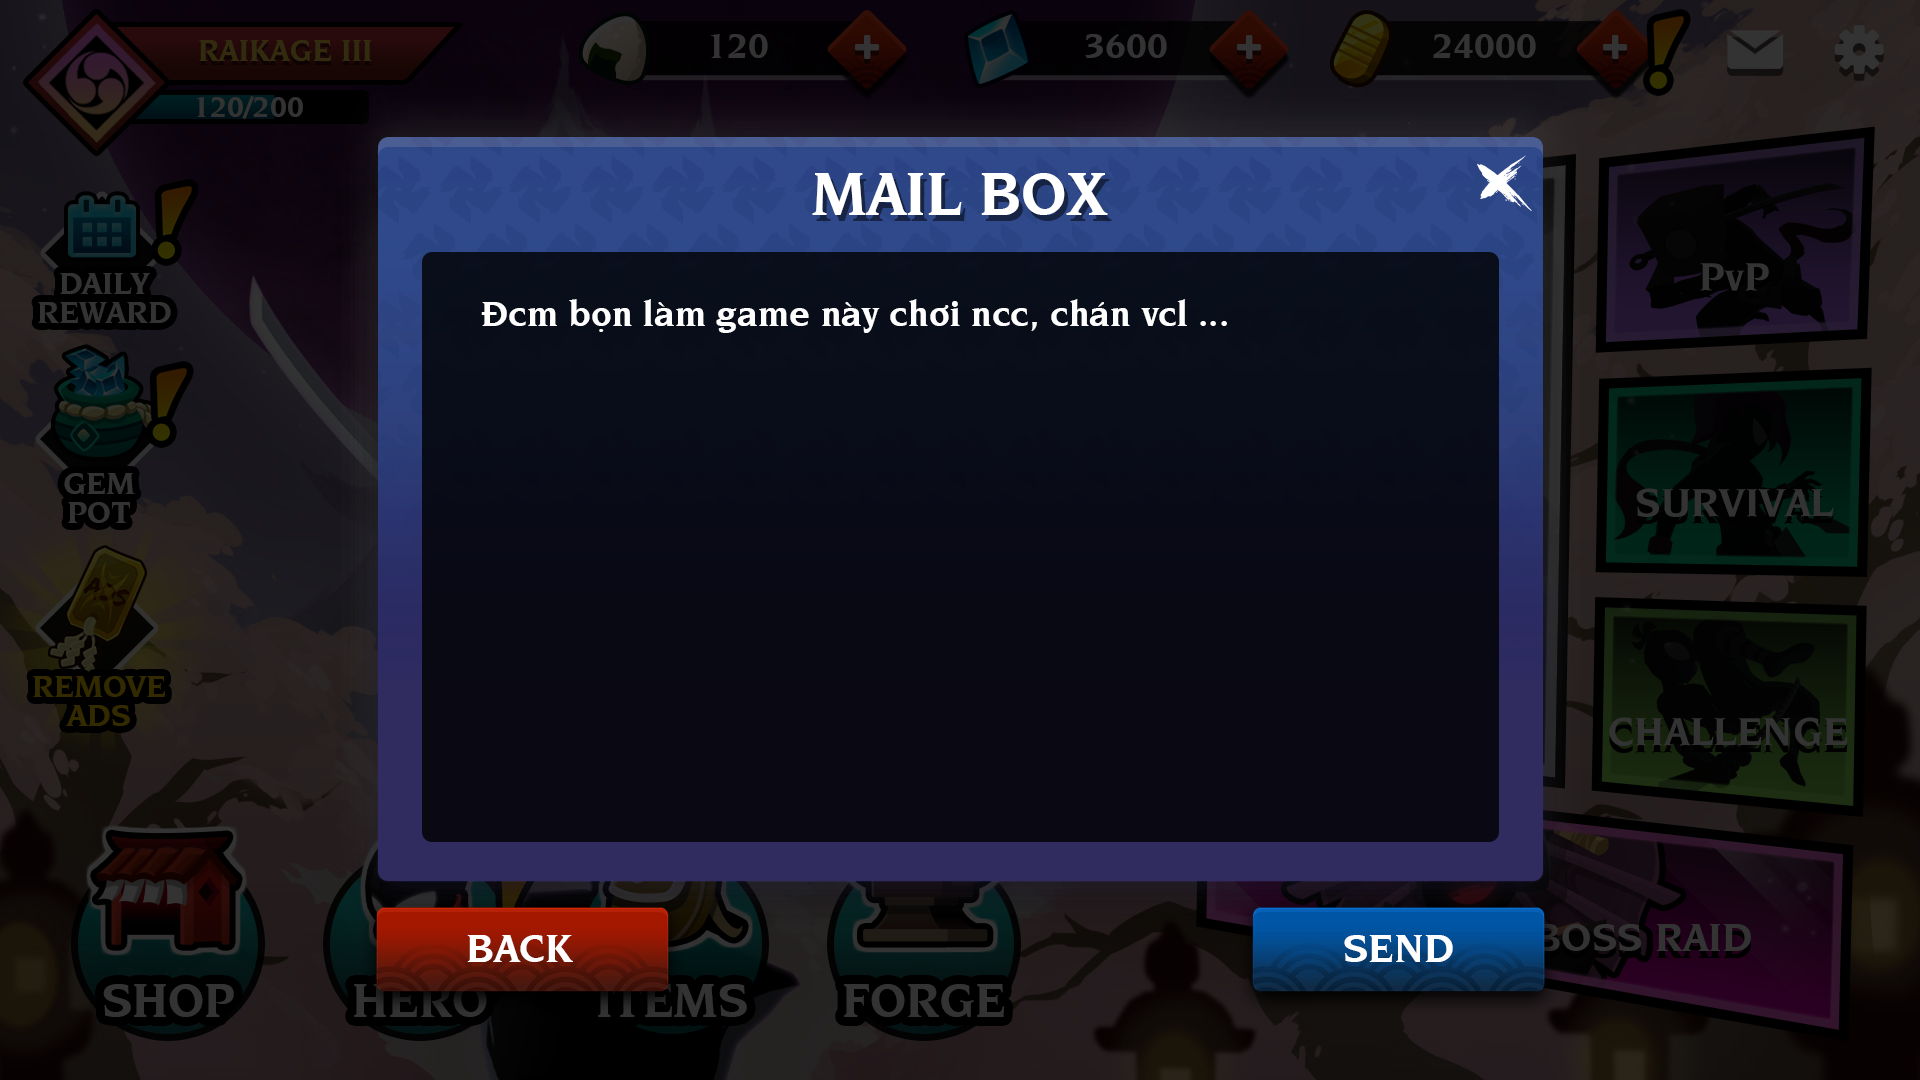 RAIKAGE III
120/200
120
3600
24000
MAIL BOX
Đcm bọn làm game này chơi ncc, chán vcl ...
DAILY
REWARD
GEM
POT
ADS
REMOVE
ADS
PvP
SURVIVAL
CHALLENGE
BOSS RAID
BACK
SEND
SHOP
HERO
ITEMS
FORGE